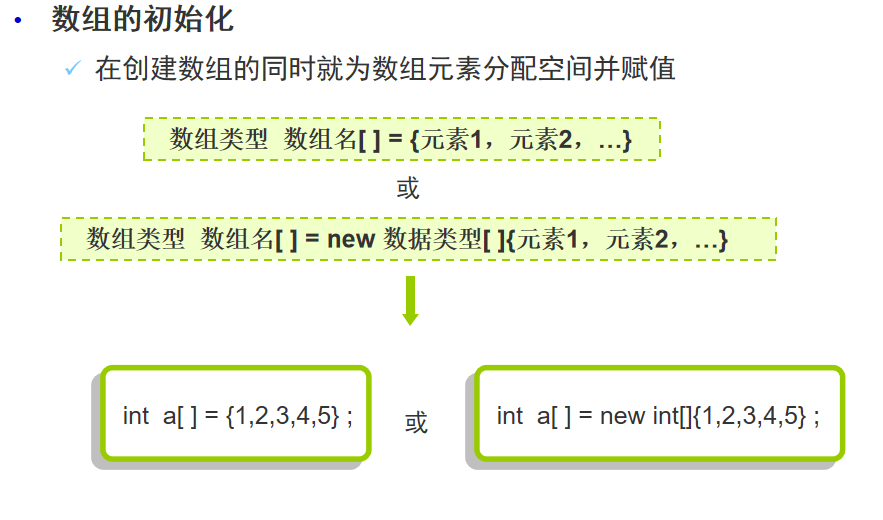 • 数组的初始化
✓ 在创建数组的同时就为数组元素分配空间并赋值
数组类型 数组名[ ] = {元素1，元素2，…}
或
数组类型 数组名[ ] = new 数据类型[ ]{元素1，元素2，…}
int a[ ] = {1,2,3,4,5} ;
或
int a[ ] = new int[]{1,2,3,4,5} ;